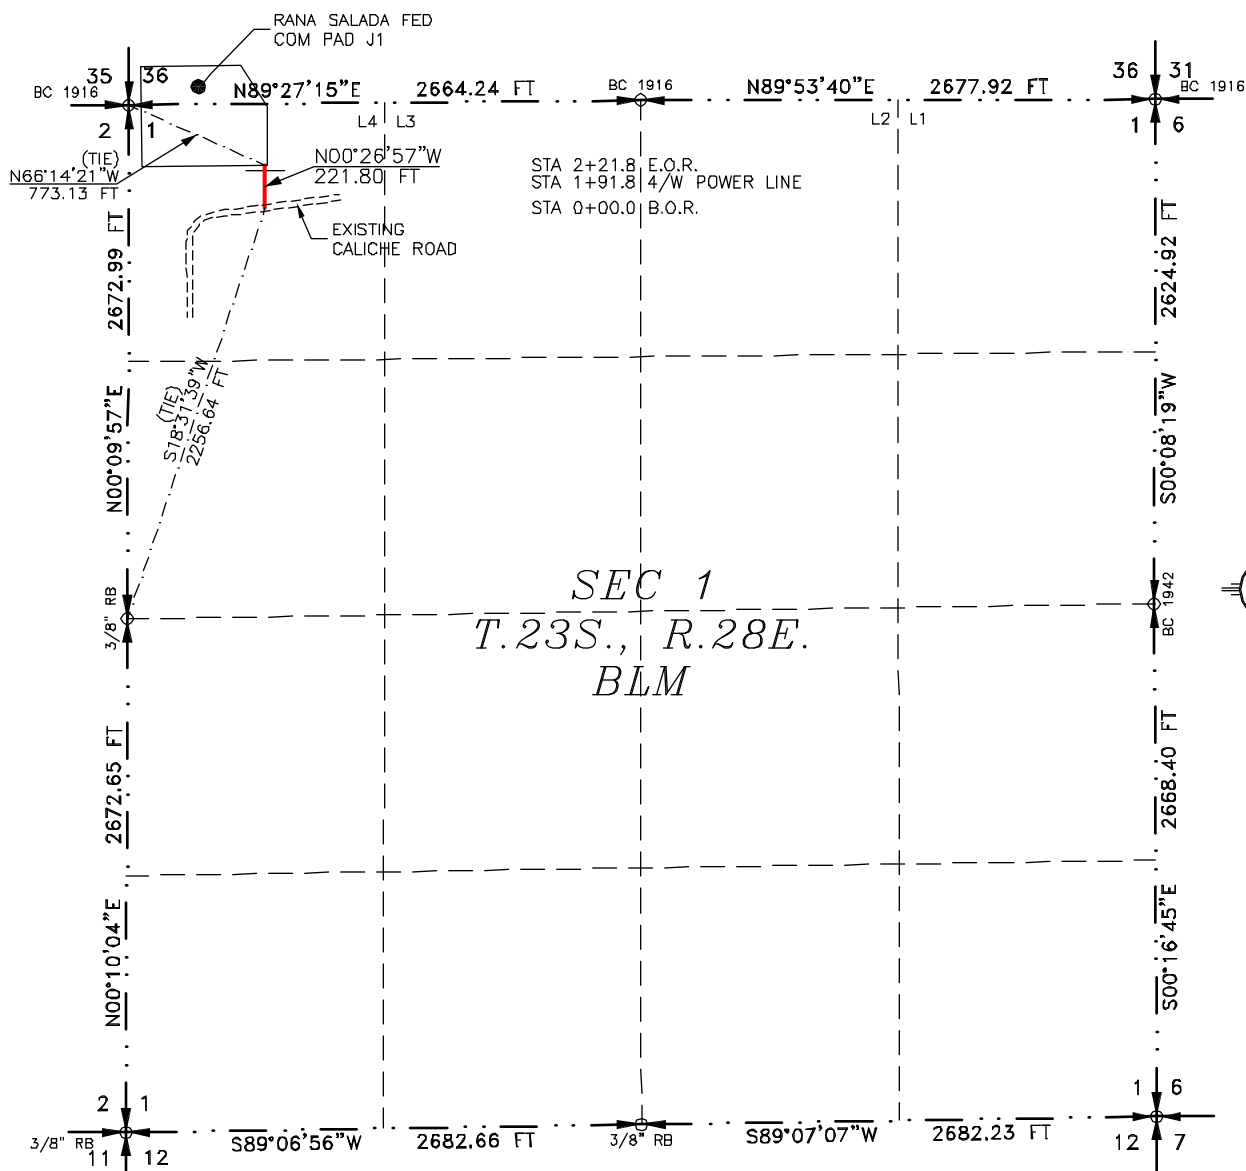 RANA SALADA FED
COM PAD J1
35 36
BC 1916
2 1
N89°27'15"E 2664.24 FT
BC 1916
N89°53'40"E 2677.92 FT
36 31
BC 1916
1 6
L4 L3
L2 L1
(TIE)
N66°14'21"W
773.13 FT
N00°26'57"W
221.80 FT
STA 2+21.8 E.O.R.
STA 1+91.8 4/W POWER LINE
STA 0+00.0 B.O.R.
EXISTING
CALICHE ROAD
2672.99 FT
N00°09'57"E
(TIE)
S18°31'39"W
2256.64 FT
2624.92 FT
S00°08'19"W
3/8" RB
SEC 1
T.23S., R.28E.
BLM
BC 1942
2672.65 FT
N00°10'04"E
2668.40 FT
S00°16'45"E
2 1
3/8" RB
11 12
S89°06'56"W 2682.66 FT
3/8" RB
S89°07'07"W 2682.23 FT
1 6
12 7